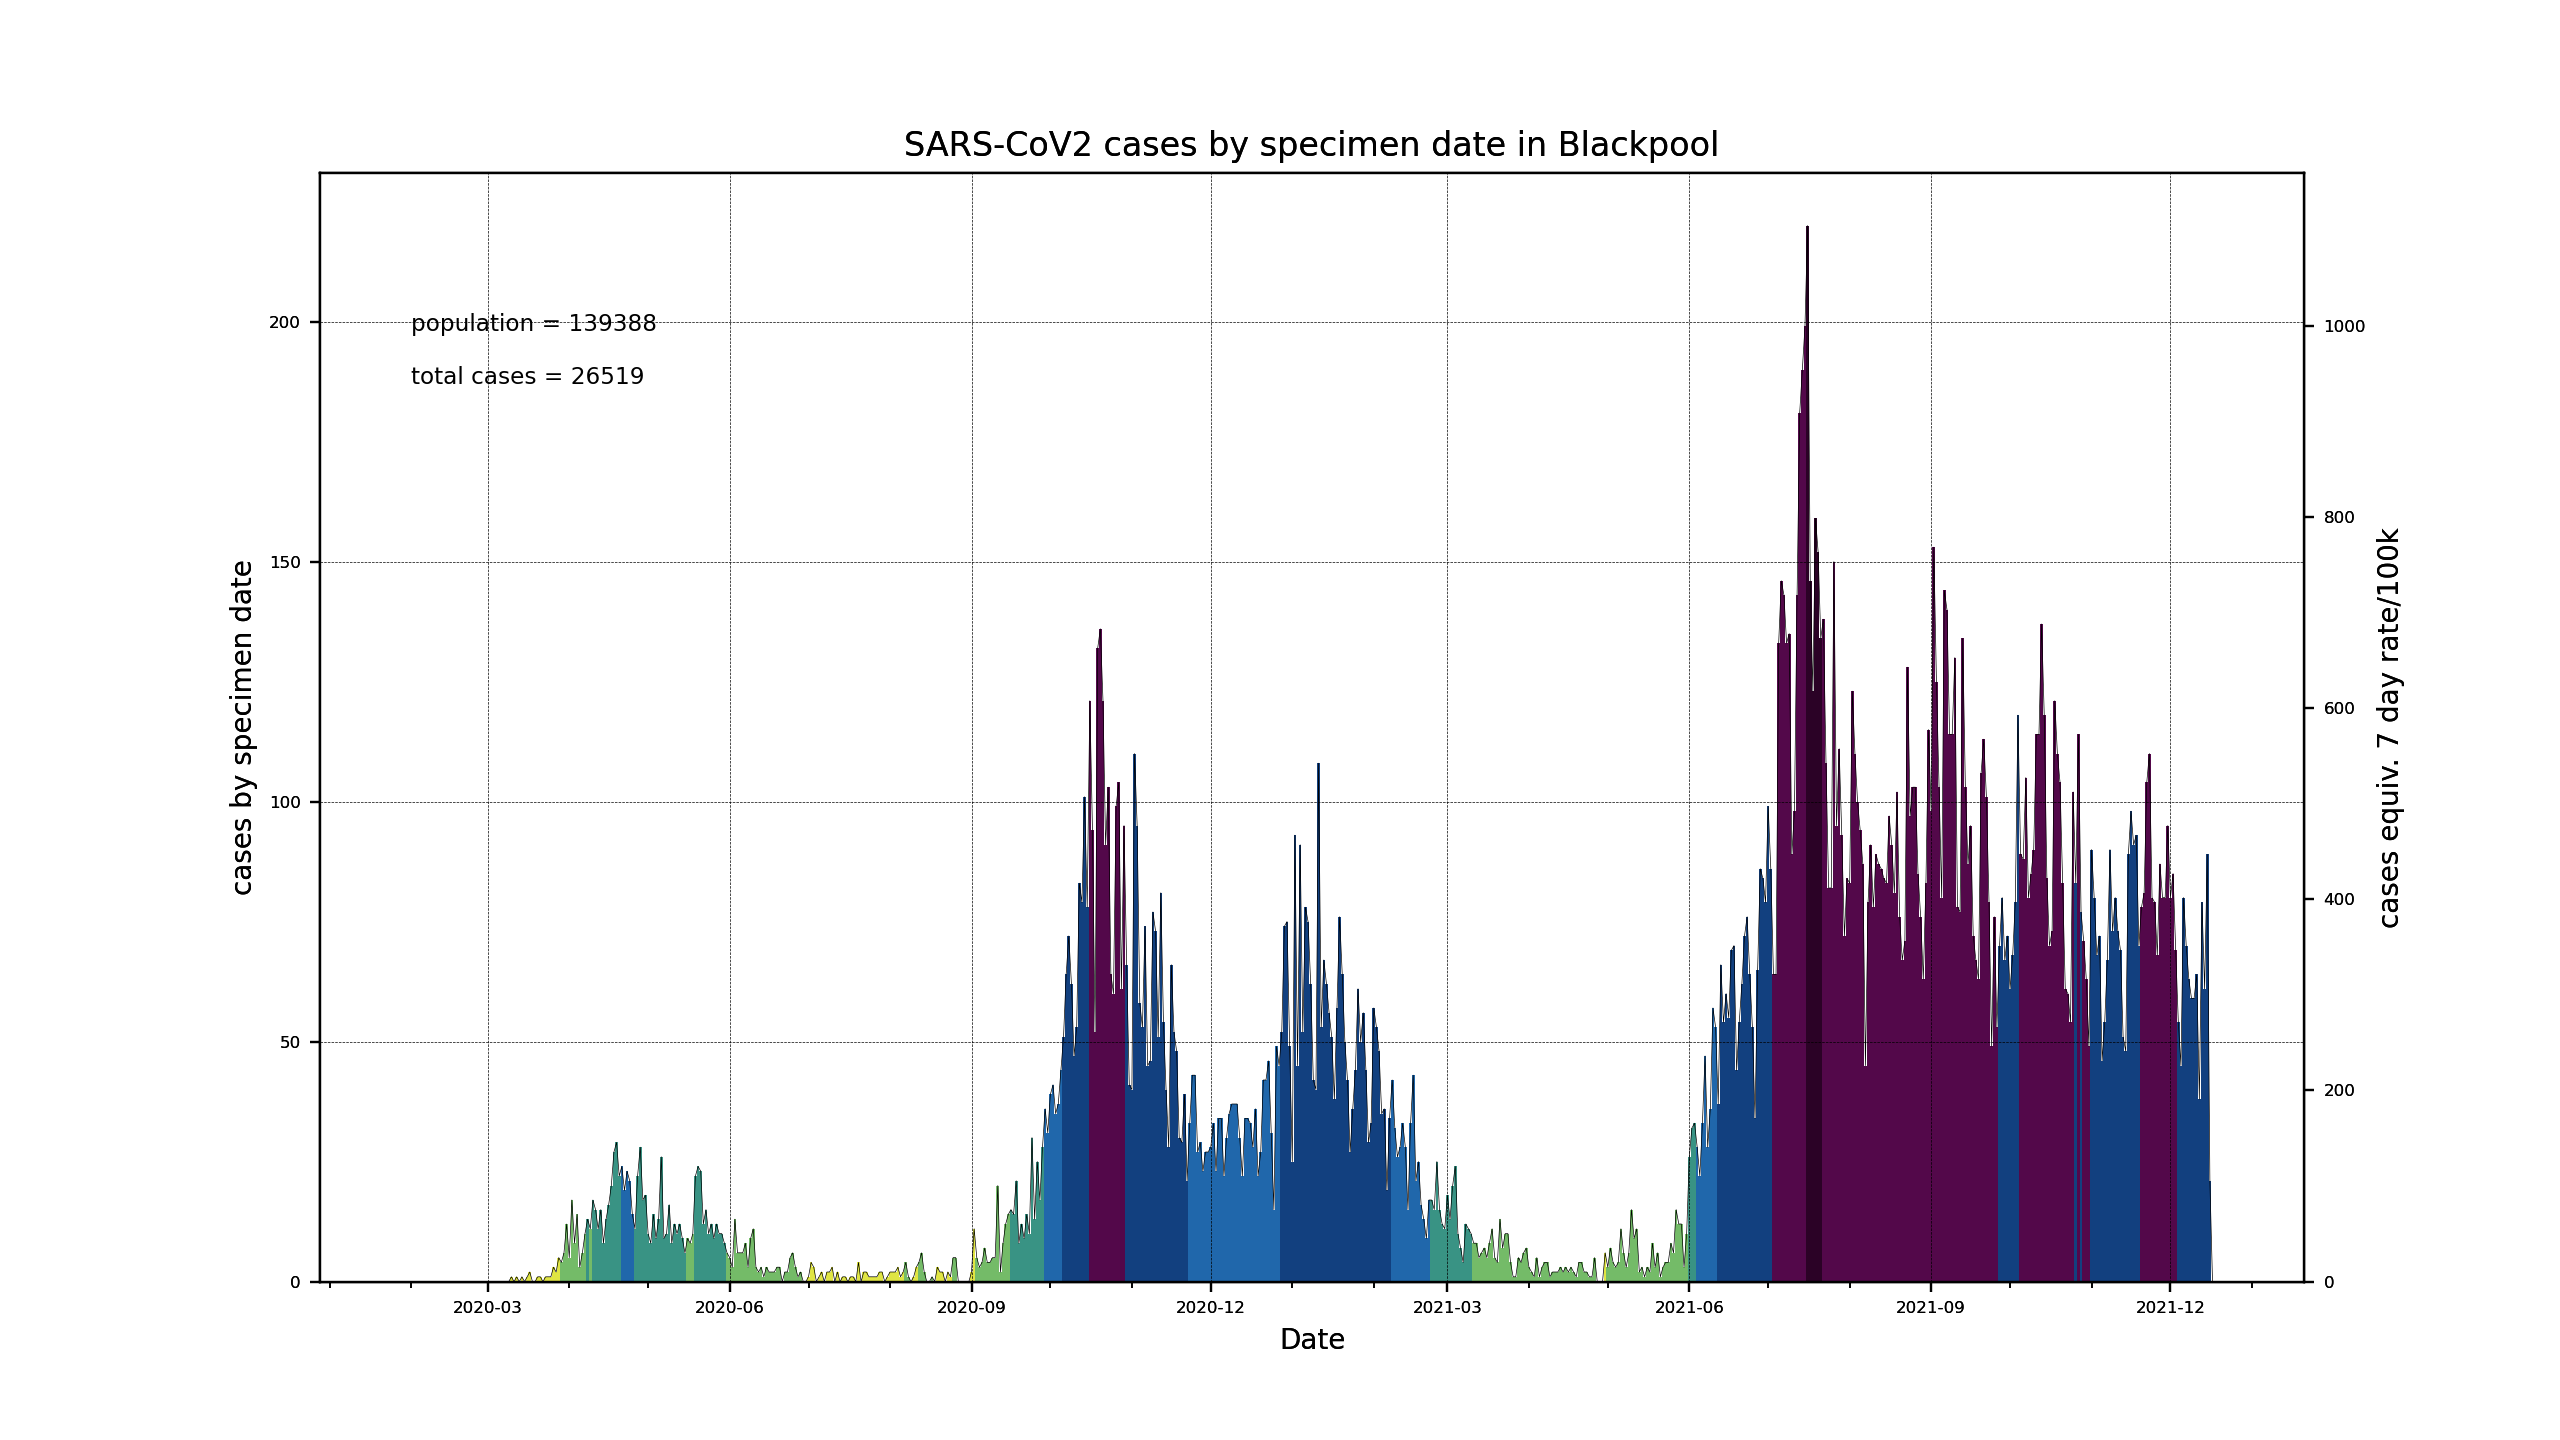 SARS-CoV2 cases by specimen date in Blackpool
population = 139388
total cases = 26519
cases by specimen date
200
150
100
50
0
1000
800
600
400
200
0
cases equiv. 7 day rate/100k
2020-03 2020-06 2020-09 2020-12 2021-03 2021-06 2021-09 2021-12
Date